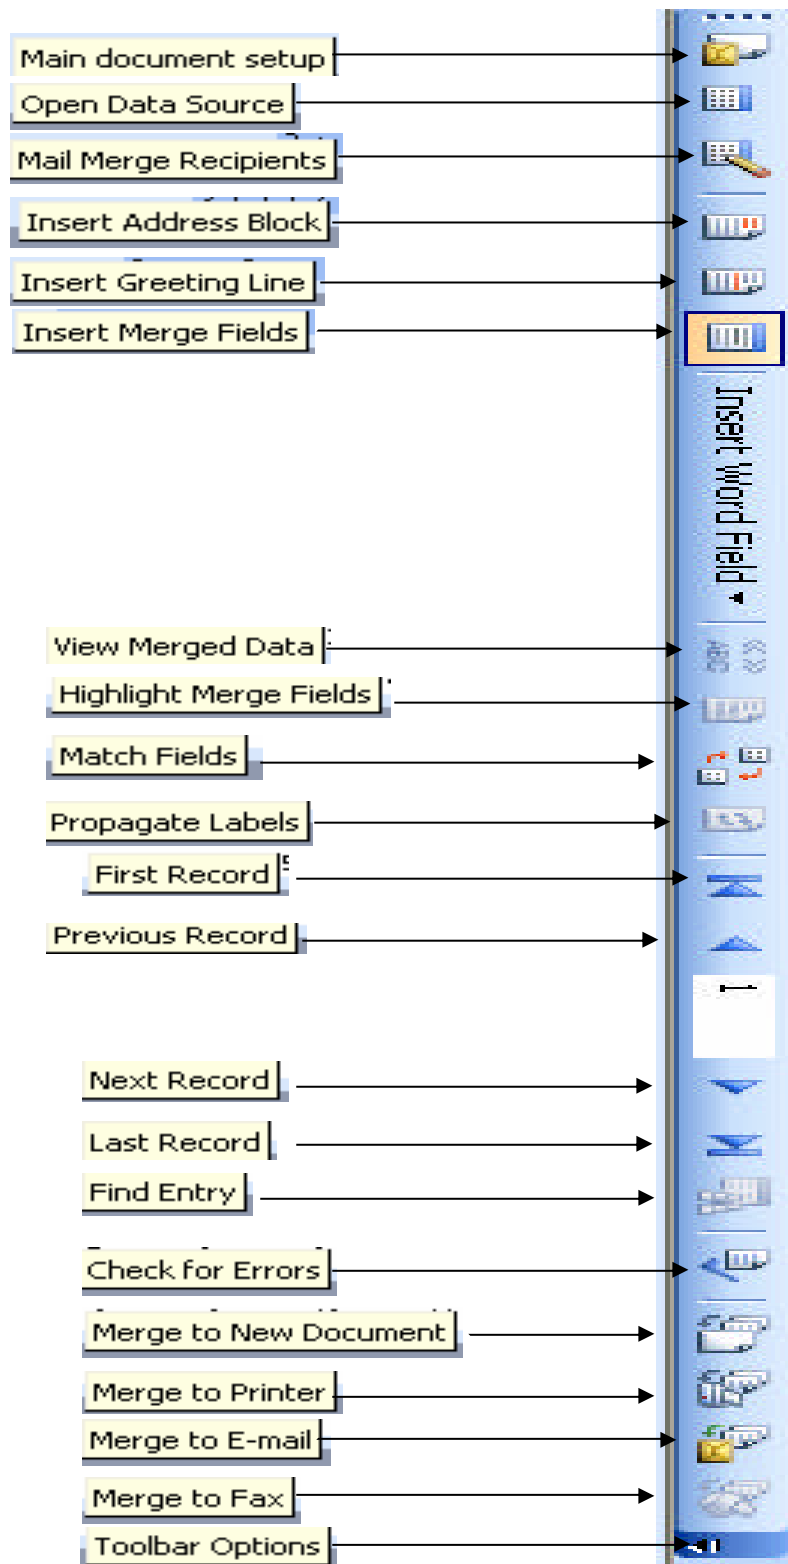 Main document setup
Open Data Source
Mail Merge Recipients
Insert Address Block
Insert Greeting Line
Insert Merge Fields
Insert Word Field
View Merged Data
ABC
Highlight Merge Fields
Match Fields
Propagate Labels
First Record
Previous Record
1
Next Record
Last Record
Find Entry
Check for Errors
Merge to New Document
Merge to Printer
Merge to E-mail
Merge to Fax
Toolbar Options